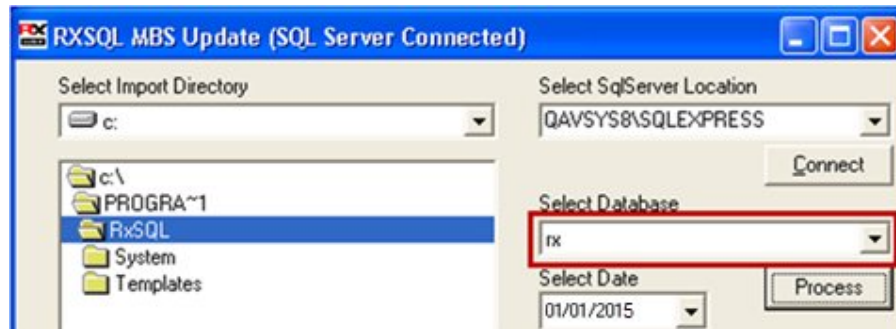 RXSQL MBS Update (SQL Server Connected)
Select Import Directory
c:
c:\
PROGRA~1
RxSQL
System
Templates
Select SqlServer Location
QAVSYS8\SQLEXPRESS
Connect
Select Database
rx
Select Date
01/01/2015
Process